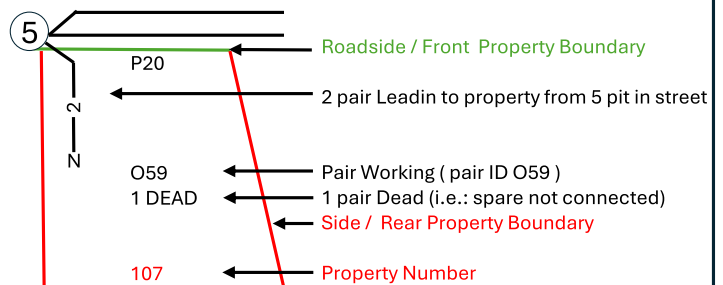 5
Roadside / Front Property Boundary
P20
2 pair Leadin to property from 5 pit in street
2
Z
O59
Pair Working ( pair ID O59 )
1 DEAD
1 pair Dead (i.e.: spare not connected)
Side / Rear Property Boundary
107
Property Number